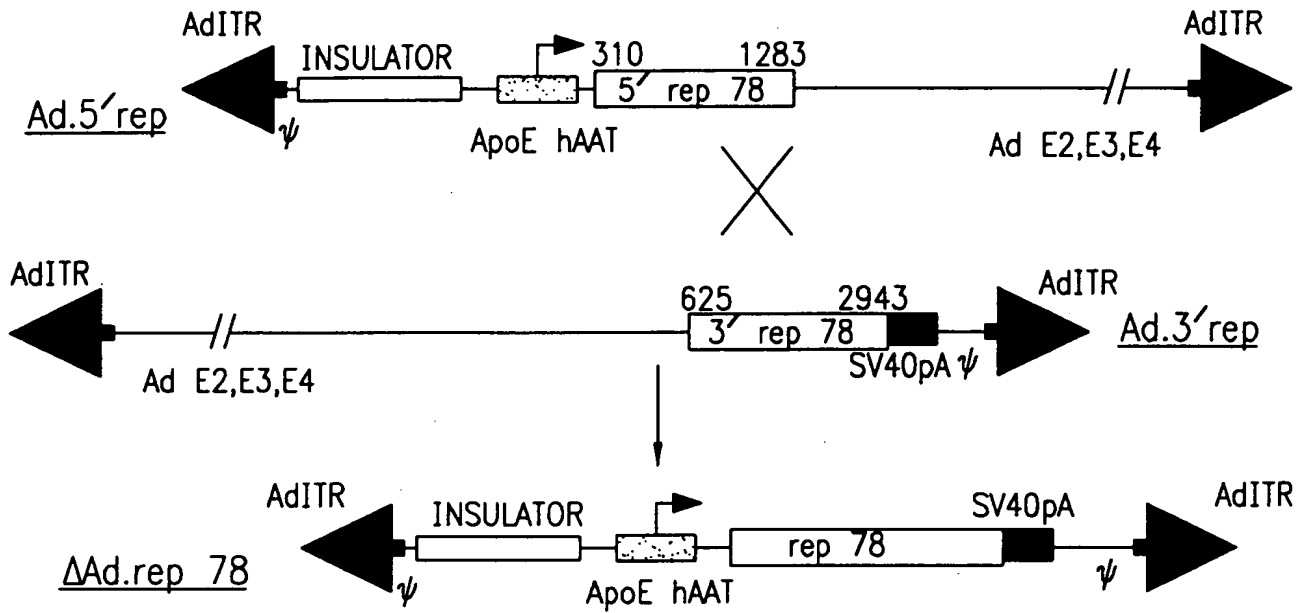 AdITR
AdITR
INSULATOR
310 1283
5′ rep 78
Ad.5′rep
ψ
ApoE hAAT
Ad E2,E3,E4
AdITR
AdITR
625 2943
3′ rep 78
Ad.3′rep
SV40pA ψ
Ad E2,E3,E4
AdITR
AdITR
INSULATOR
SV40pA
rep 78
ΔAd.rep 78
ψ
ψ
ApoE hAAT